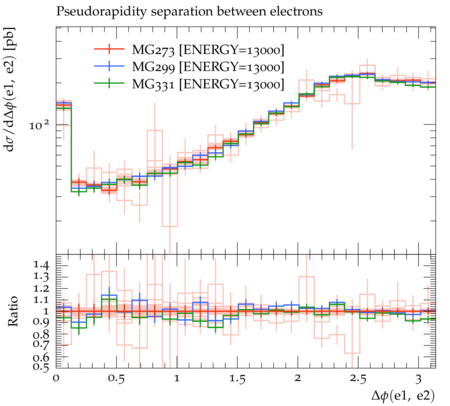 Pseudorapidity separation between electrons
dσ/dΔϕ(e1, e2) [pb]
MG273 [ENERGY=13000]
MG299 [ENERGY=13000]
MG331 [ENERGY=13000]
10²
Ratio
1.4
1.3
1.2
1.1
1
0.9
0.8
0.7
0.6
0.5
0 0.5 1 1.5 2 2.5 3
Δϕ(e1, e2)